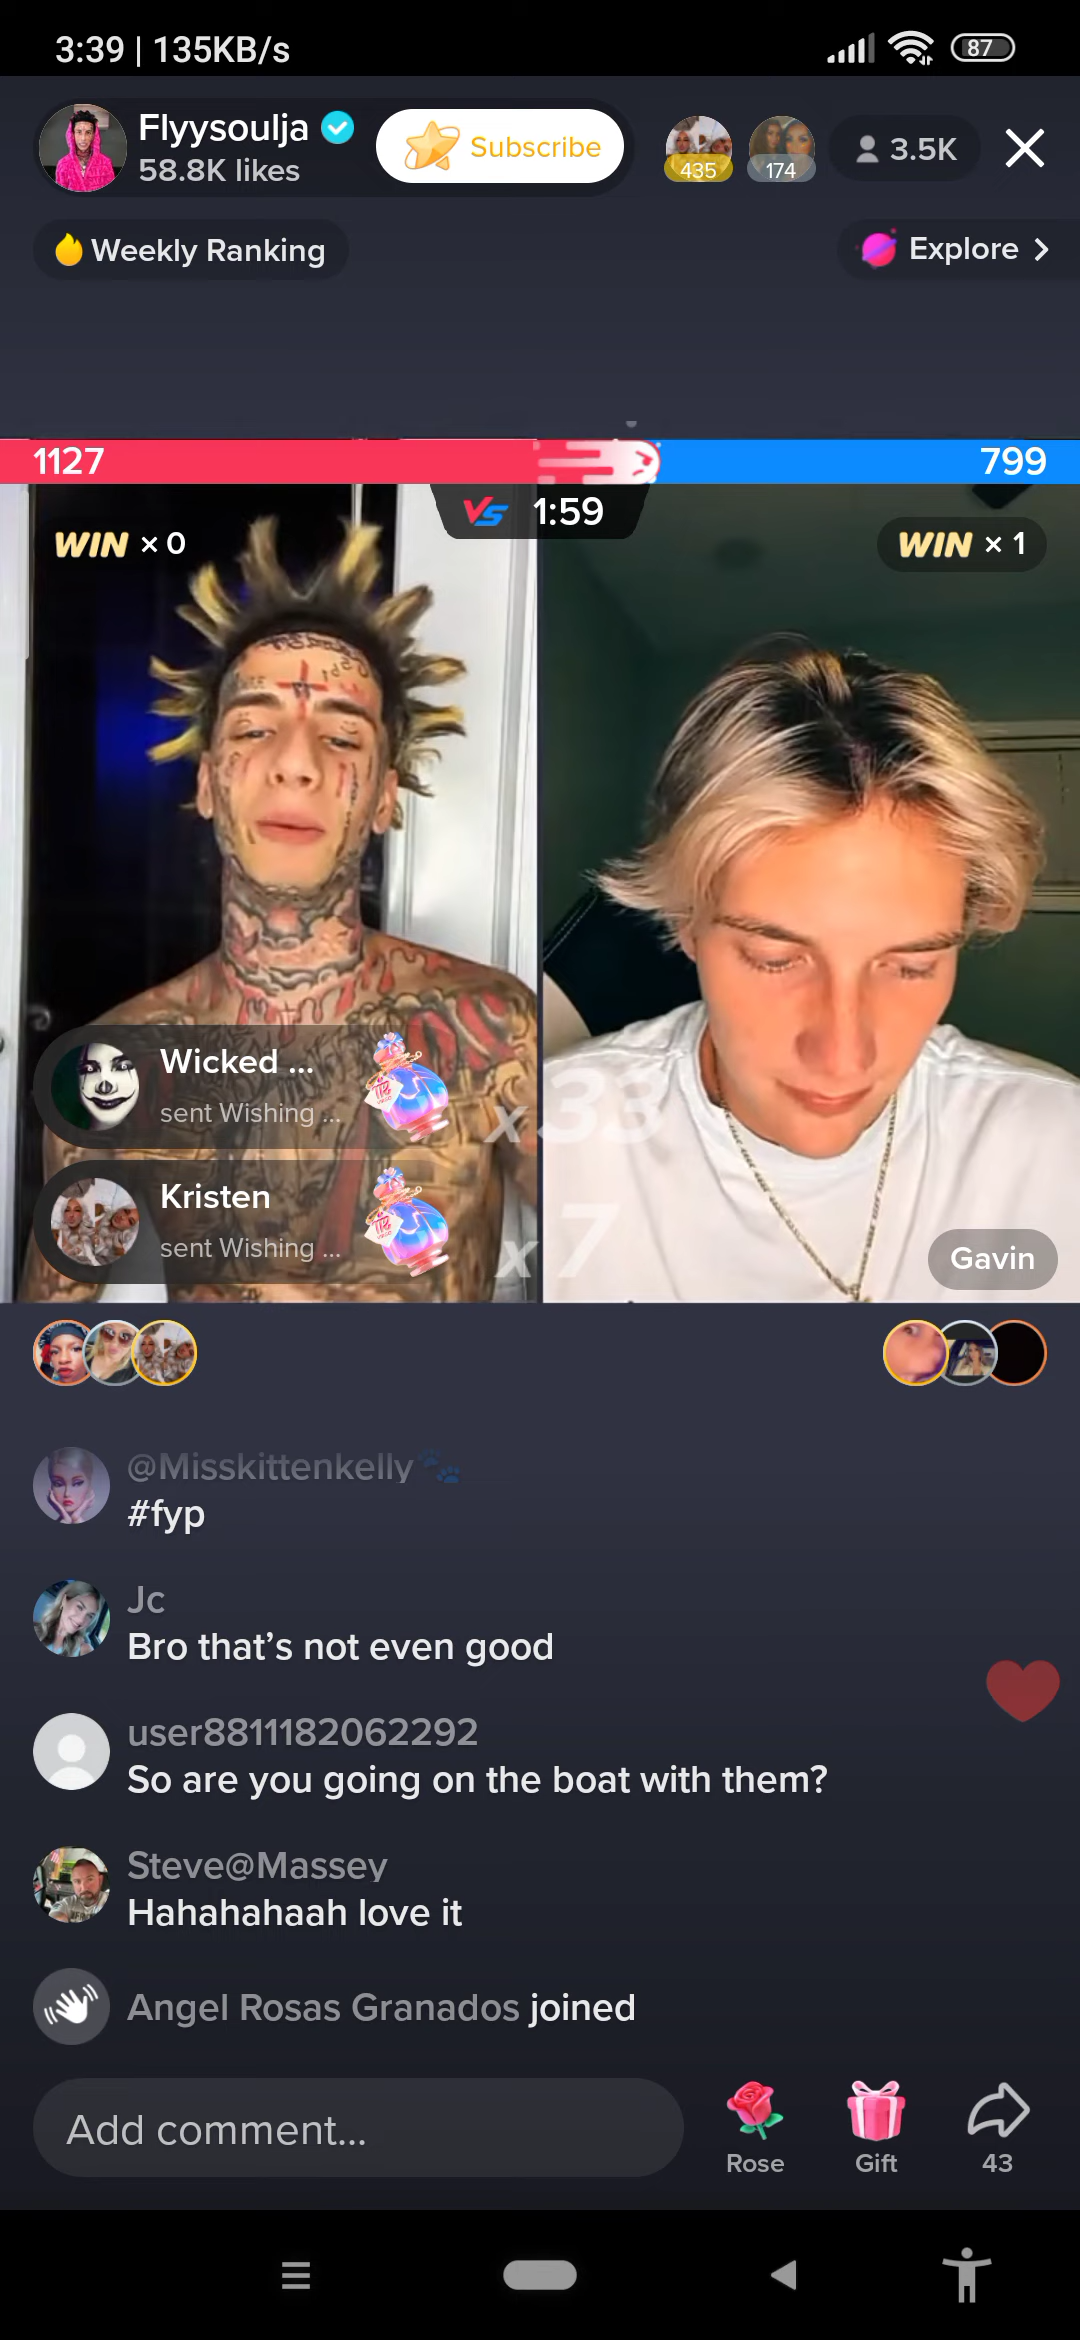 3:39 | 135KB/s
87
Flyysoulja
58.8K likes
Subscribe
435
174
3.5K
Weekly Ranking
Explore
1127
799
VS 1:59
WIN × 0
WIN × 1
Wicked ...
sent Wishing ...
x33
Kristen
sent Wishing ...
x7
Gavin
@Misskittenkelly
#fyp
Jc
Bro that's not even good
user8811182062292
So are you going on the boat with them?
Steve@Massey
Hahahahaah love it
Angel Rosas Granados joined
Add comment...
Rose
Gift
43